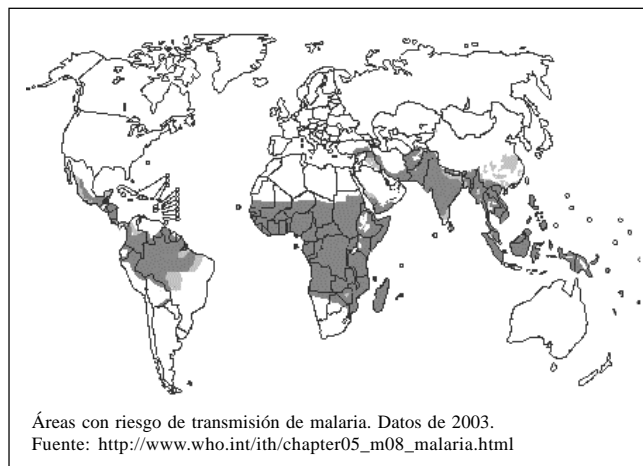 Áreas con riesgo de transmisión de malaria. Datos de 2003.
Fuente: http://www.who.int/ith/chapter05_m08_malaria.html